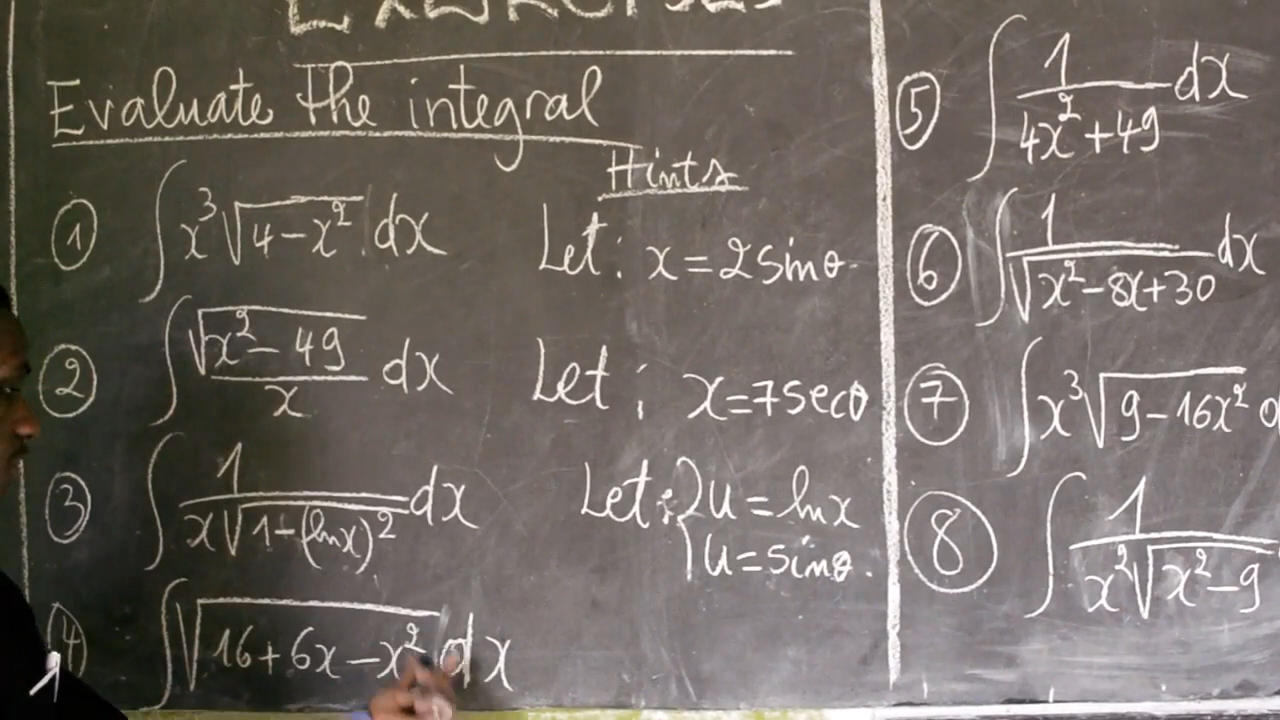 EXERCISES
Evaluate the integral
Hints
① ∫ x³√(4-x²) dx Let: x=2sinθ
② ∫ √(x²-49)/x dx Let: x=7secθ
③ ∫ 1/(x√(1-(lnx)²)) dx Let: { u=lnx
u=sinθ.
④ ∫ √(16+6x-x²) dx
⑤ ∫ 1/(4x²+49) dx
⑥ ∫ 1/√(x²-8x+30) dx
⑦ ∫ x³√(9-16x²) d
⑧ ∫ 1/(x²√(x²-9))